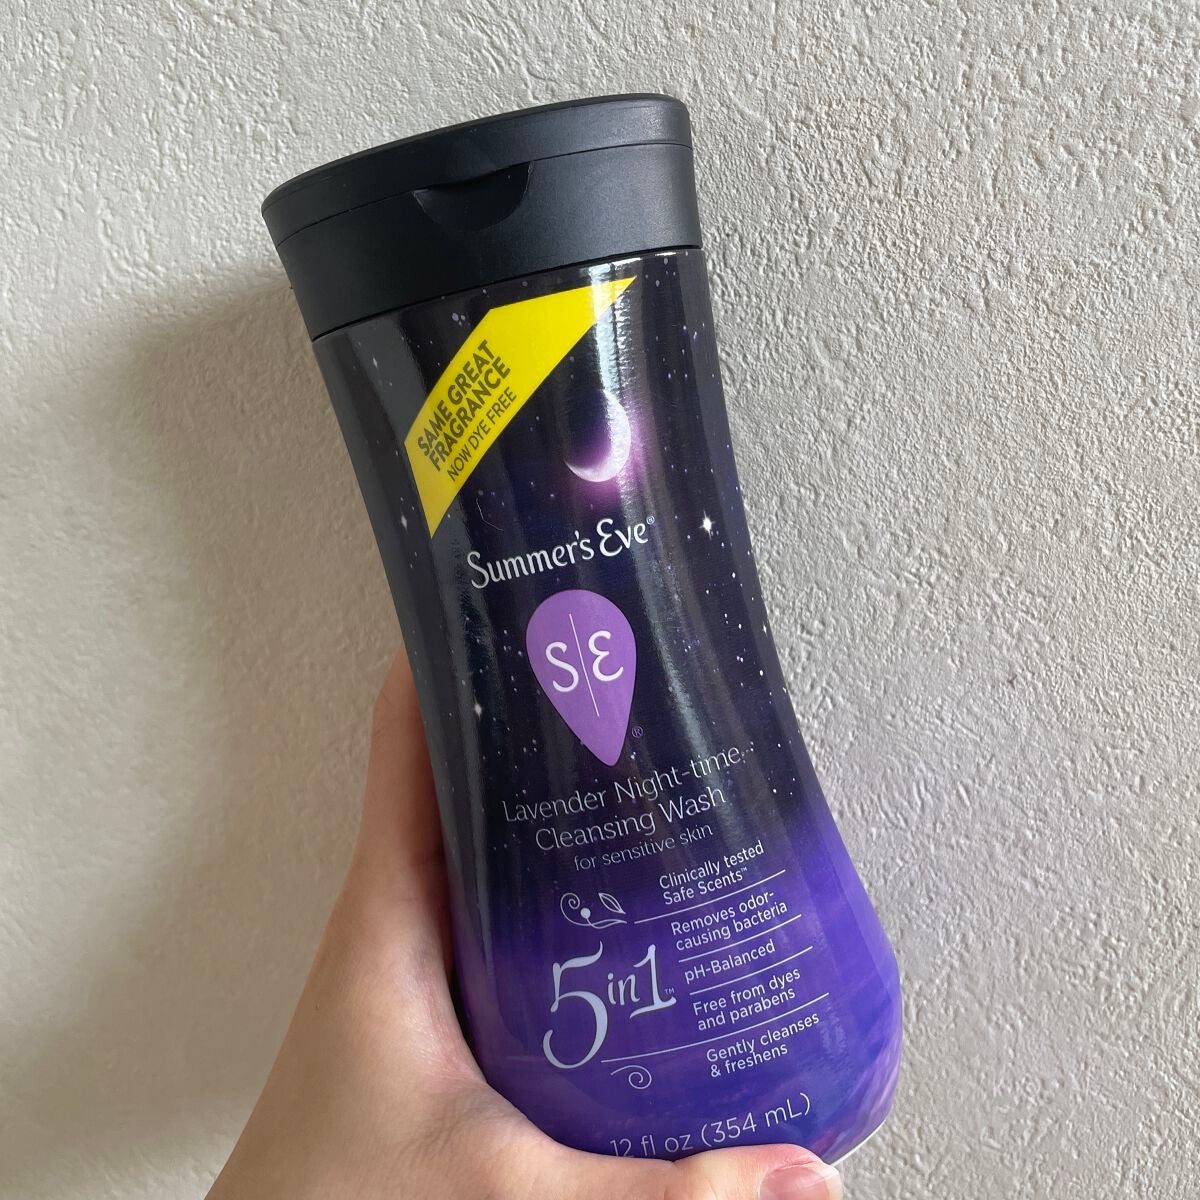 SAME GREAT
FRAGRANCE
NOW DYE FREE
Summer's Eve®
S|E
®
Lavender Night-time
Cleansing Wash
for sensitive skin
5in1™
Clinically tested
Safe Scents™
Removes odor-
causing bacteria
pH-Balanced
Free from dyes
and parabens
Gently cleanses
& freshens
12 fl oz (354 mL)